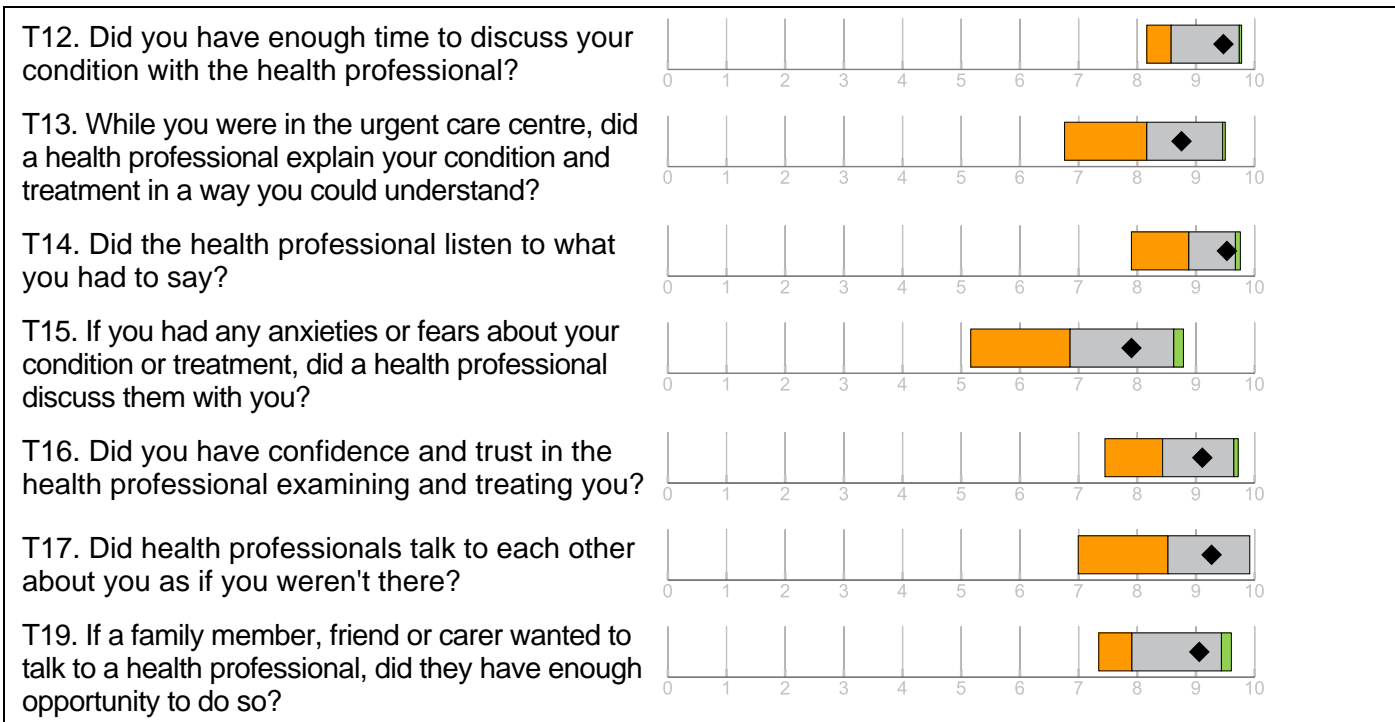 T12. Did you have enough time to discuss your
condition with the health professional?
0 1 2 3 4 5 6 7 8 9 10
T13. While you were in the urgent care centre, did
a health professional explain your condition and
treatment in a way you could understand?
0 1 2 3 4 5 6 7 8 9 10
T14. Did the health professional listen to what
you had to say?
0 1 2 3 4 5 6 7 8 9 10
T15. If you had any anxieties or fears about your
condition or treatment, did a health professional
discuss them with you?
0 1 2 3 4 5 6 7 8 9 10
T16. Did you have confidence and trust in the
health professional examining and treating you?
0 1 2 3 4 5 6 7 8 9 10
T17. Did health professionals talk to each other
about you as if you weren't there?
0 1 2 3 4 5 6 7 8 9 10
T19. If a family member, friend or carer wanted to
talk to a health professional, did they have enough
opportunity to do so?
0 1 2 3 4 5 6 7 8 9 10